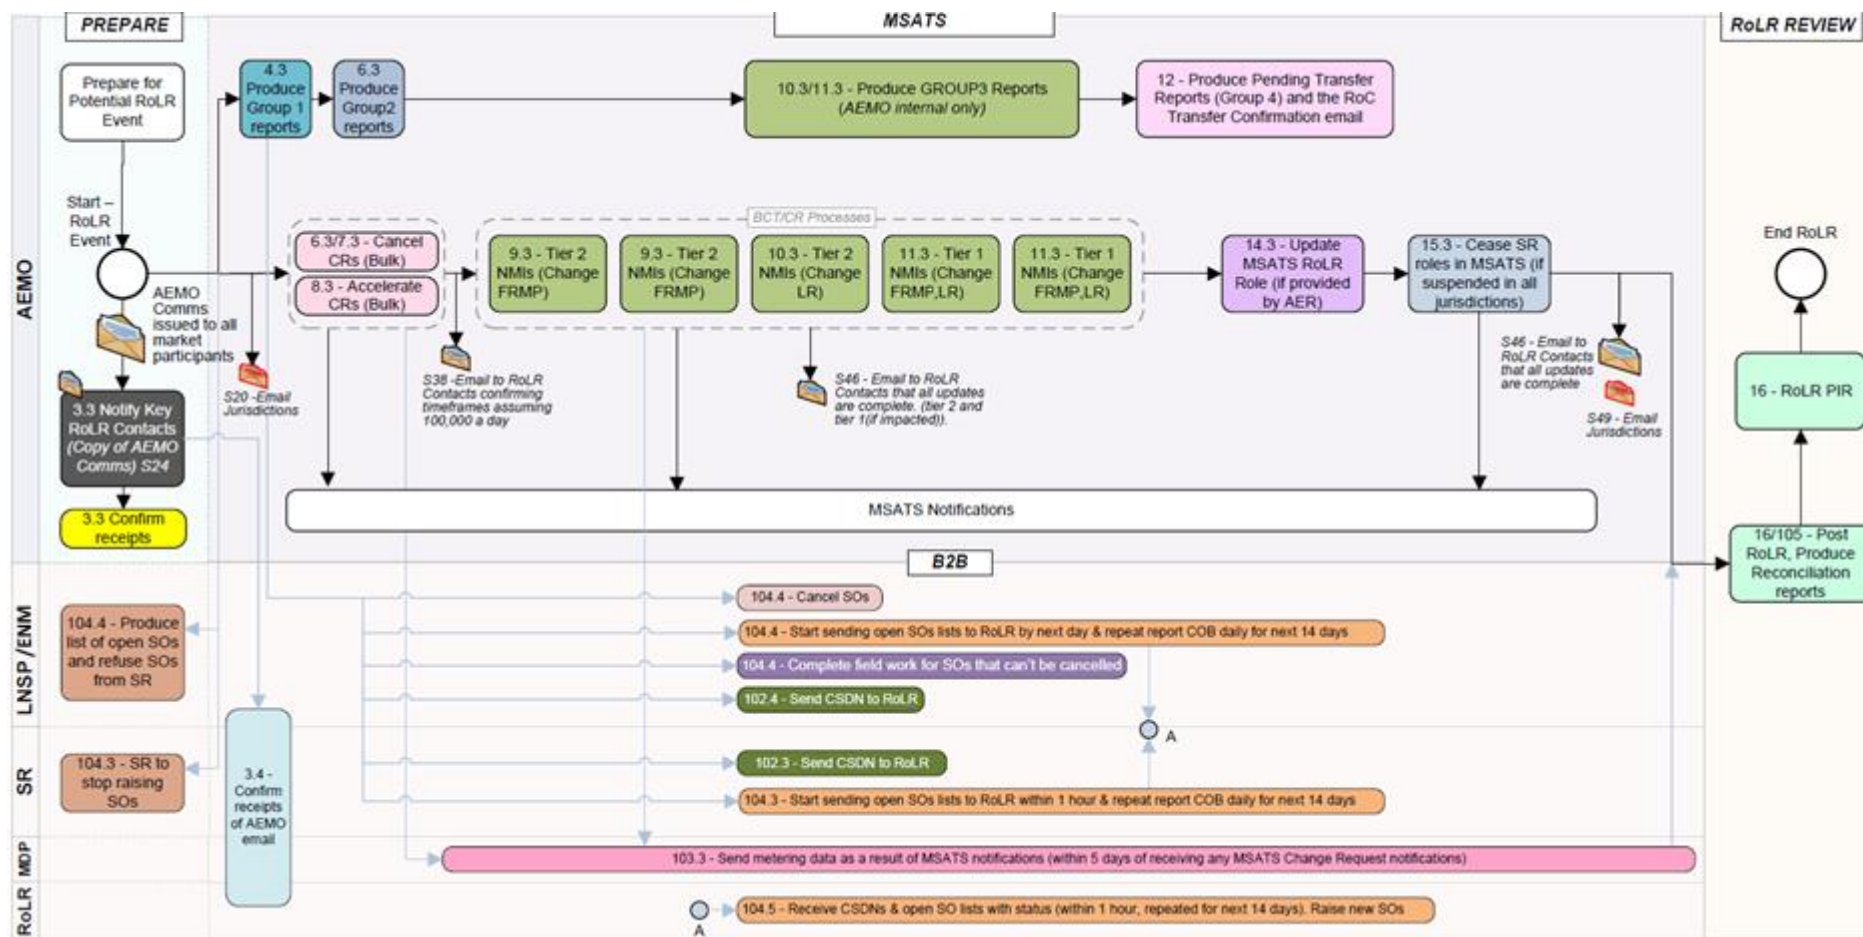 PREPARE
MSATS
RoLR REVIEW
AEMO
Prepare for
Potential RoLR
Event
4.3
Produce
Group 1
reports
6.3
Produce
Group2
reports
10.3/11.3 - Produce GROUP3 Reports
(AEMO internal only)
12 - Produce Pending Transfer
Reports (Group 4) and the RoC
Transfer Confirmation email
Start –
RoLR
Event
AEMO
Comms
issued to all
market
participants
3.3 Notify Key
RoLR Contacts
(Copy of AEMO
Comms) S24
3.3 Confirm
receipts
S20 -Email
Jurisdictions
6.3/7.3 - Cancel
CRs (Bulk)
8.3 - Accelerate
CRs (Bulk)
S38 -Email to RoLR
Contacts confirming
timeframes assuming
100,000 a day
BCT/CR Processes
9.3 - Tier 2
NMIs (Change
FRMP)
9.3 - Tier 2
NMIs (Change
FRMP)
10.3 - Tier 2
NMIs (Change
LR)
11.3 - Tier 1
NMIs (Change
FRMP,LR)
11.3 - Tier 1
NMIs (Change
FRMP,LR)
S46 - Email to RoLR
Contacts that all updates
are complete. (tier 2 and
tier 1(if impacted)).
14.3 - Update
MSATS RoLR
Role (if provided
by AER)
15.3 - Cease SR
roles in MSATS (if
suspended in all
jurisdictions)
S46 - Email to
RoLR Contacts
that all updates
are complete
S49 - Email
Jurisdictions
MSATS Notifications
End RoLR
16 - RoLR PIR
16/105 - Post
RoLR, Produce
Reconciliation
reports
B2B
LNSP/ENM
104.4 - Produce
list of open SOs
and refuse SOs
from SR
104.4 - Cancel SOs
104.4 - Start sending open SOs lists to RoLR by next day & repeat report COB daily for next 14 days
104.4 - Complete field work for SOs that can't be cancelled
102.4 - Send CSDN to RoLR
A
SR
104.3 - SR to
stop raising
SOs
3.4 -
Confirm
receipts
of AEMO
email
102.3 - Send CSDN to RoLR
104.3 - Start sending open SOs lists to RoLR within 1 hour & repeat report COB daily for next 14 days
MDP
103.3 - Send metering data as a result of MSATS notifications (within 5 days of receiving any MSATS Change Request notifications)
RoLR
A
104.5 - Receive CSDNs & open SO lists with status (within 1 hour, repeated for next 14 days). Raise new SOs